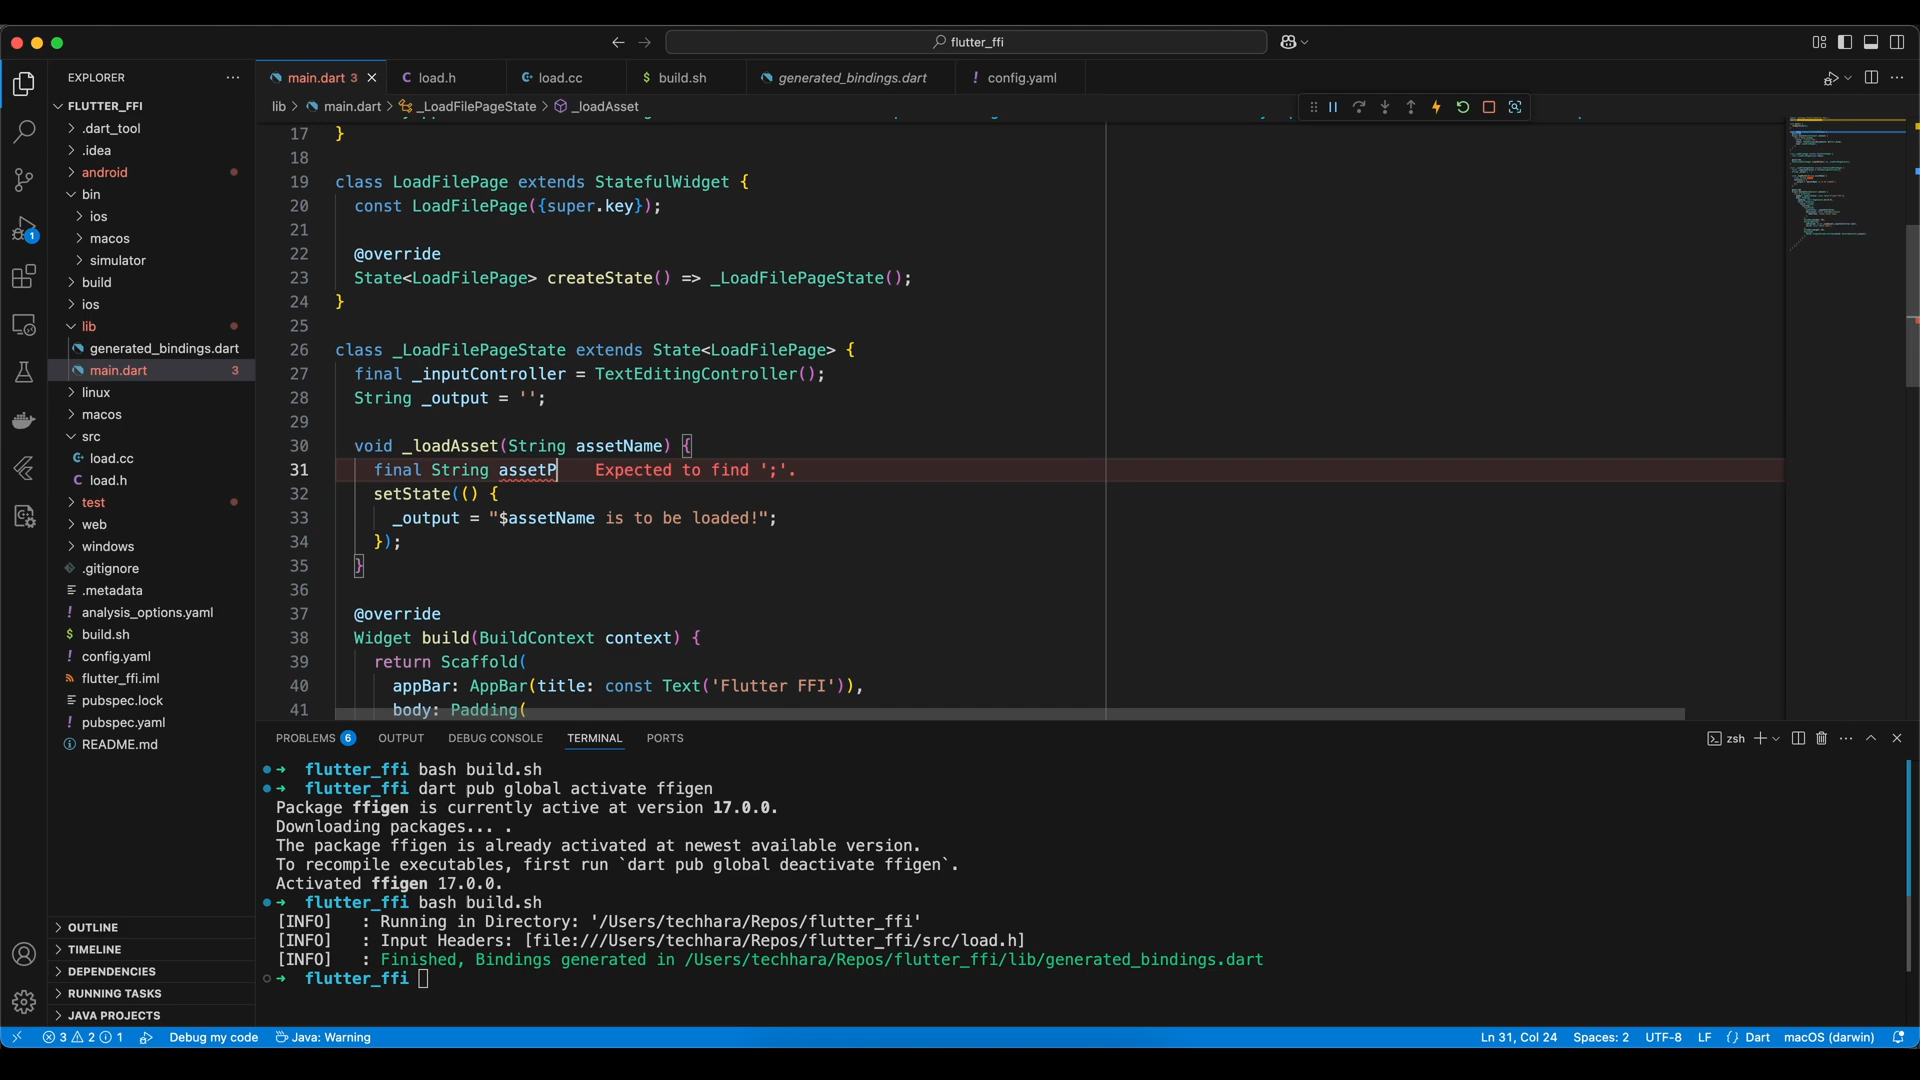 flutter_ffi
EXPLORER
FLUTTER_FFI
.dart_tool
.idea
android
bin
ios
macos
simulator
build
ios
lib
generated_bindings.dart
main.dart 3
linux
macos
src
load.cc
load.h
test
web
windows
.gitignore
.metadata
analysis_options.yaml
build.sh
config.yaml
flutter_ffi.iml
pubspec.lock
pubspec.yaml
README.md
OUTLINE
TIMELINE
DEPENDENCIES
RUNNING TASKS
JAVA PROJECTS
1
main.dart 3
load.h
load.cc
build.sh
generated_bindings.dart
config.yaml
lib > main.dart > _LoadFilePageState > _loadAsset
17 }
18
19 class LoadFilePage extends StatefulWidget {
20 const LoadFilePage({super.key});
21
22 @override
23 State<LoadFilePage> createState() => _LoadFilePageState();
24 }
25
26 class _LoadFilePageState extends State<LoadFilePage> {
27 final _inputController = TextEditingController();
28 String _output = '';
29
30 void _loadAsset(String assetName) {
31 final String assetP Expected to find ';'.
32 setState(() {
33 _output = "$assetName is to be loaded!";
34 });
35 }
36
37 @override
38 Widget build(BuildContext context) {
39 return Scaffold(
40 appBar: AppBar(title: const Text('Flutter FFI')),
41 body: Padding(
PROBLEMS 6 OUTPUT DEBUG CONSOLE TERMINAL PORTS
zsh
➜ flutter_ffi bash build.sh
➜ flutter_ffi dart pub global activate ffigen
Package ffigen is currently active at version 17.0.0.
Downloading packages... .
The package ffigen is already activated at newest available version.
To recompile executables, first run `dart pub global deactivate ffigen`.
Activated ffigen 17.0.0.
➜ flutter_ffi bash build.sh
[INFO] : Running in Directory: '/Users/techhara/Repos/flutter_ffi'
[INFO] : Input Headers: [file:///Users/techhara/Repos/flutter_ffi/src/load.h]
[INFO] : Finished, Bindings generated in /Users/techhara/Repos/flutter_ffi/lib/generated_bindings.dart
➜ flutter_ffi
3 2 1 Debug my code Java: Warning Ln 31, Col 24 Spaces: 2 UTF-8 LF {} Dart macOS (darwin)